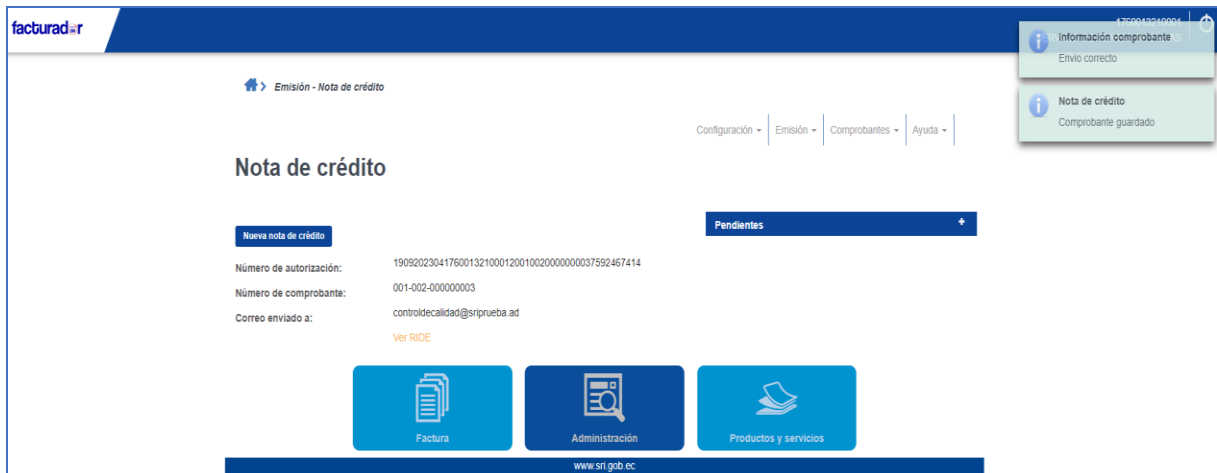 facturador
1760013210001
Información comprobante
Envio correcto
Emisión - Nota de crédito
Nota de crédito
Comprobante guardado
Configuración
Emisión
Comprobantes
Ayuda
Nota de crédito
Pendientes +
Nueva nota de crédito
Número de autorización: 1909202304176001321000120010020000000037592467414
Número de comprobante: 001-002-000000003
Correo enviado a: controldecalidad@sriprueba.ad
Ver RIDE
Factura
Administración
Productos y servicios
www.sri.gob.ec